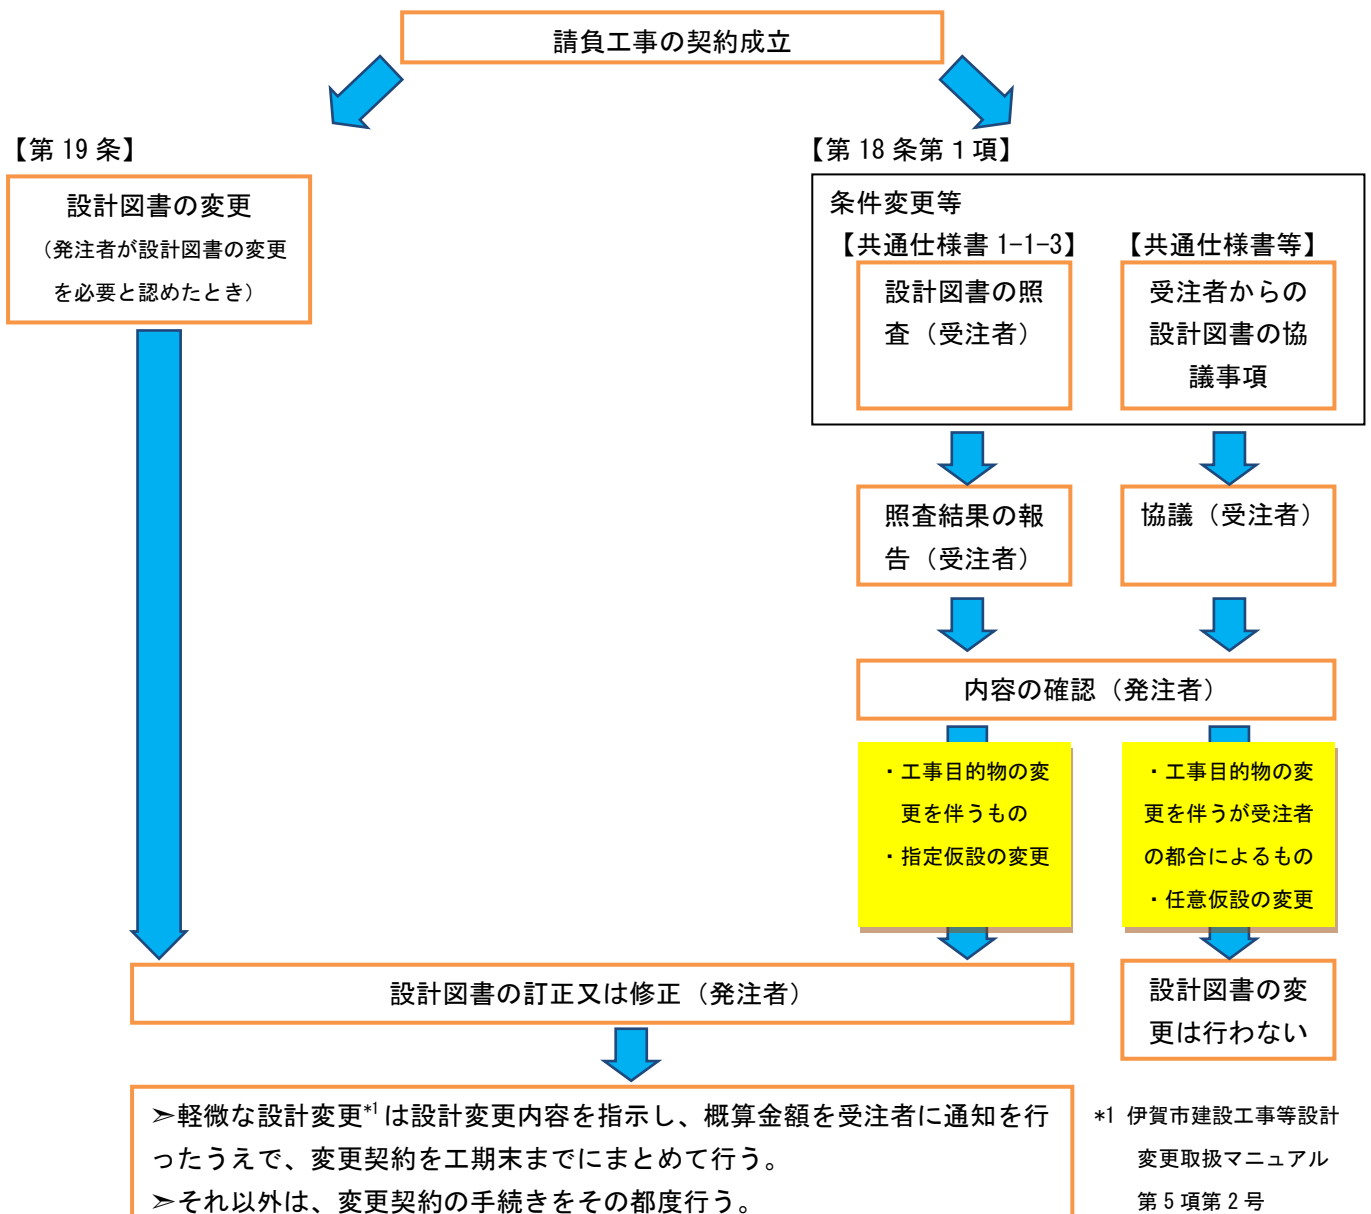 請負工事の契約成立
【第 19 条】
設計図書の変更
（発注者が設計図書の変更
を必要と認めたとき）
【第 18 条第 1 項】
条件変更等
【共通仕様書 1-1-3】
設計図書の照
査（受注者）
【共通仕様書等】
受注者からの
設計図書の協
議事項
照査結果の報
告（受注者）
協議（受注者）
内容の確認（発注者）
・工事目的物の変
更を伴うもの
・指定仮設の変更
・工事目的物の変
更を伴うが受注者
の都合によるもの
・任意仮設の変更
設計図書の訂正又は修正（発注者）
設計図書の変
更は行わない
➣軽微な設計変更*1 は設計変更内容を指示し、概算金額を受注者に通知を行
ったうえで、変更契約を工期末までにまとめて行う。
➣それ以外は、変更契約の手続きをその都度行う。
*1 伊賀市建設工事等設計
変更取扱マニュアル
第 5 項第 2 号